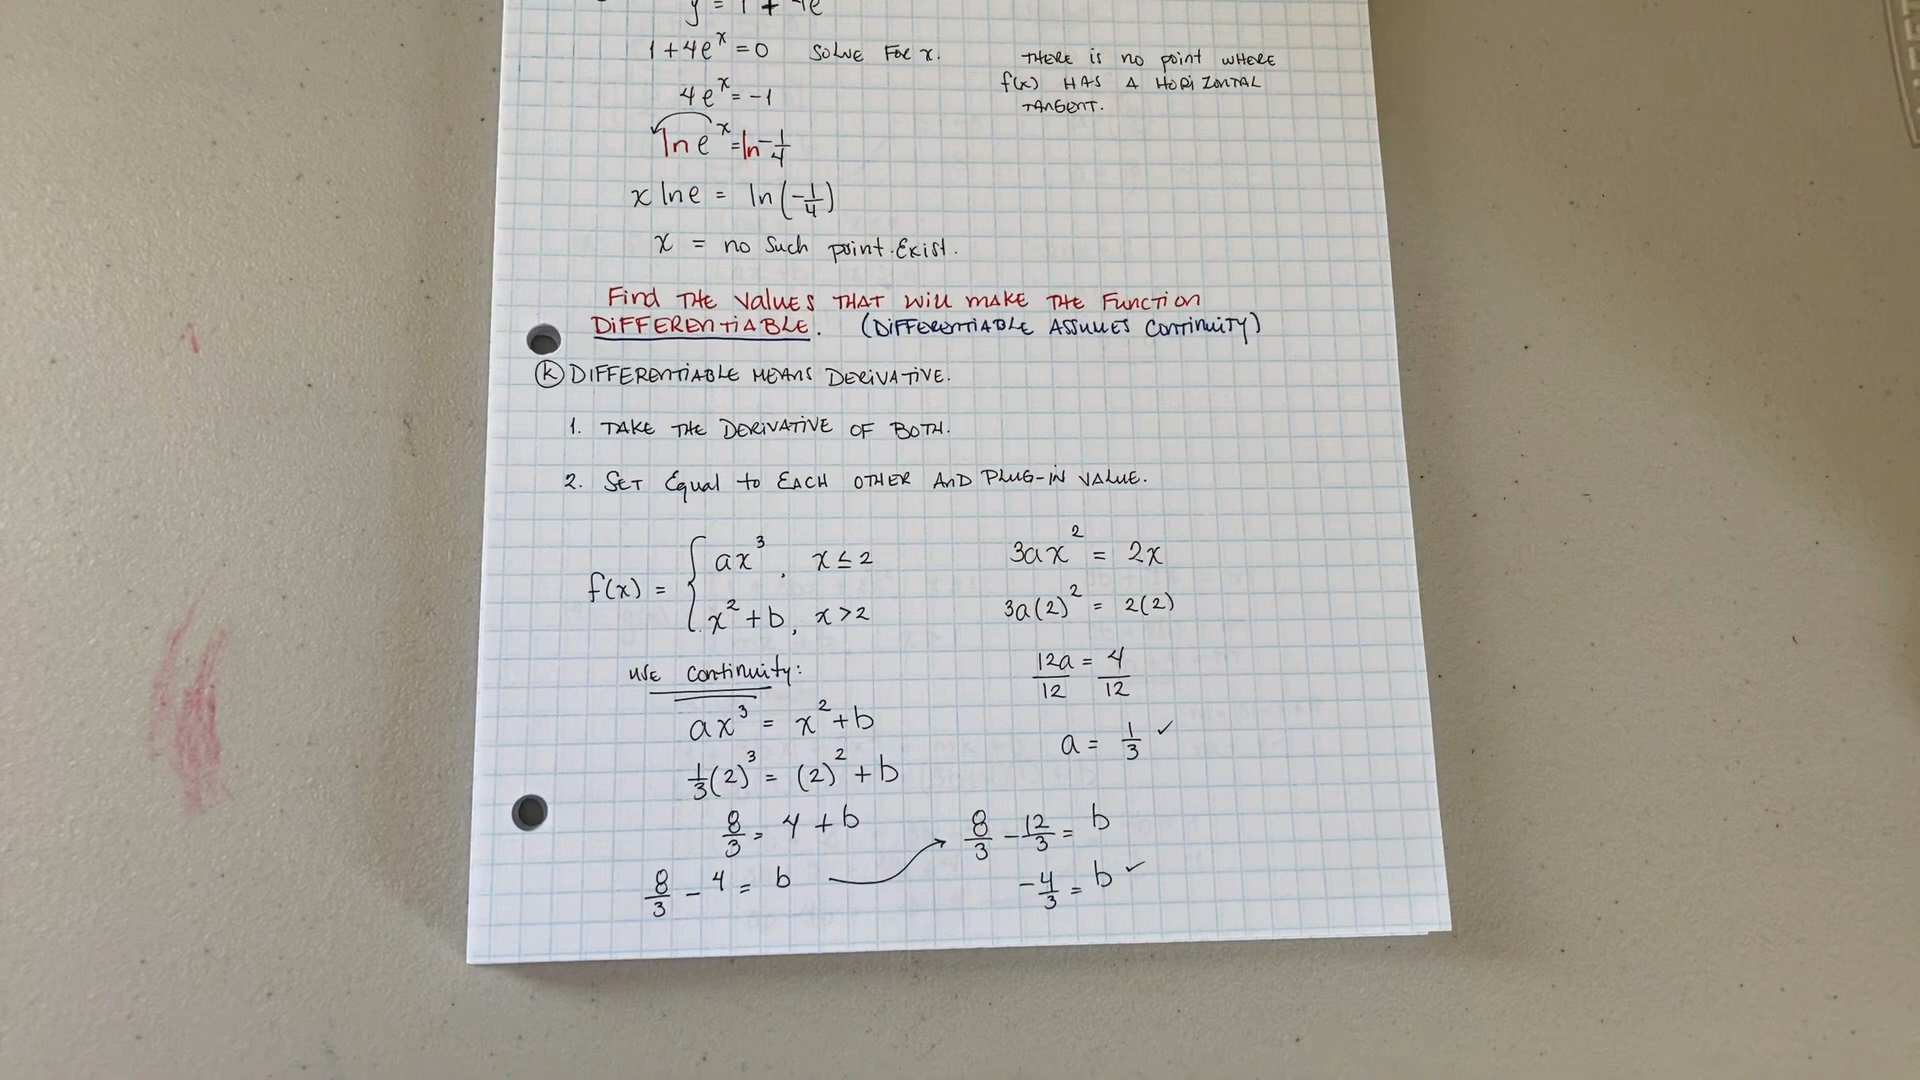 1 + 4e^x = 0 SOLVE FOR x.
4e^x = -1
ln e^x = ln -1/4
x ln e = ln(-1/4)
x = no such point Exist.
THERE is no point WHERE
f(x) HAS A HORIZONTAL
TANGENT.
Find THE Values THAT Will MAKE THE Function
DIFFERENTIABLE. (DIFFERENTIABLE ASSUMES CONTINUITY)
K DIFFERENTIABLE MEANS DERIVATIVE.
1. TAKE THE DERIVATIVE OF BOTH.
2. SET Equal to EACH OTHER AND PLUG-IN VALUE.
f(x) = { ax^3, x ≤ 2
x^2 + b, x > 2
use continuity:
ax^3 = x^2 + b
1/3(2)^3 = (2)^2 + b
8/3 = 4 + b
8/3 - 4 = b
3ax^2 = 2x
3a(2)^2 = 2(2)
12a/12 = 4/12
a = 1/3 ✓
8/3 - 12/3 = b
-4/3 = b ✓